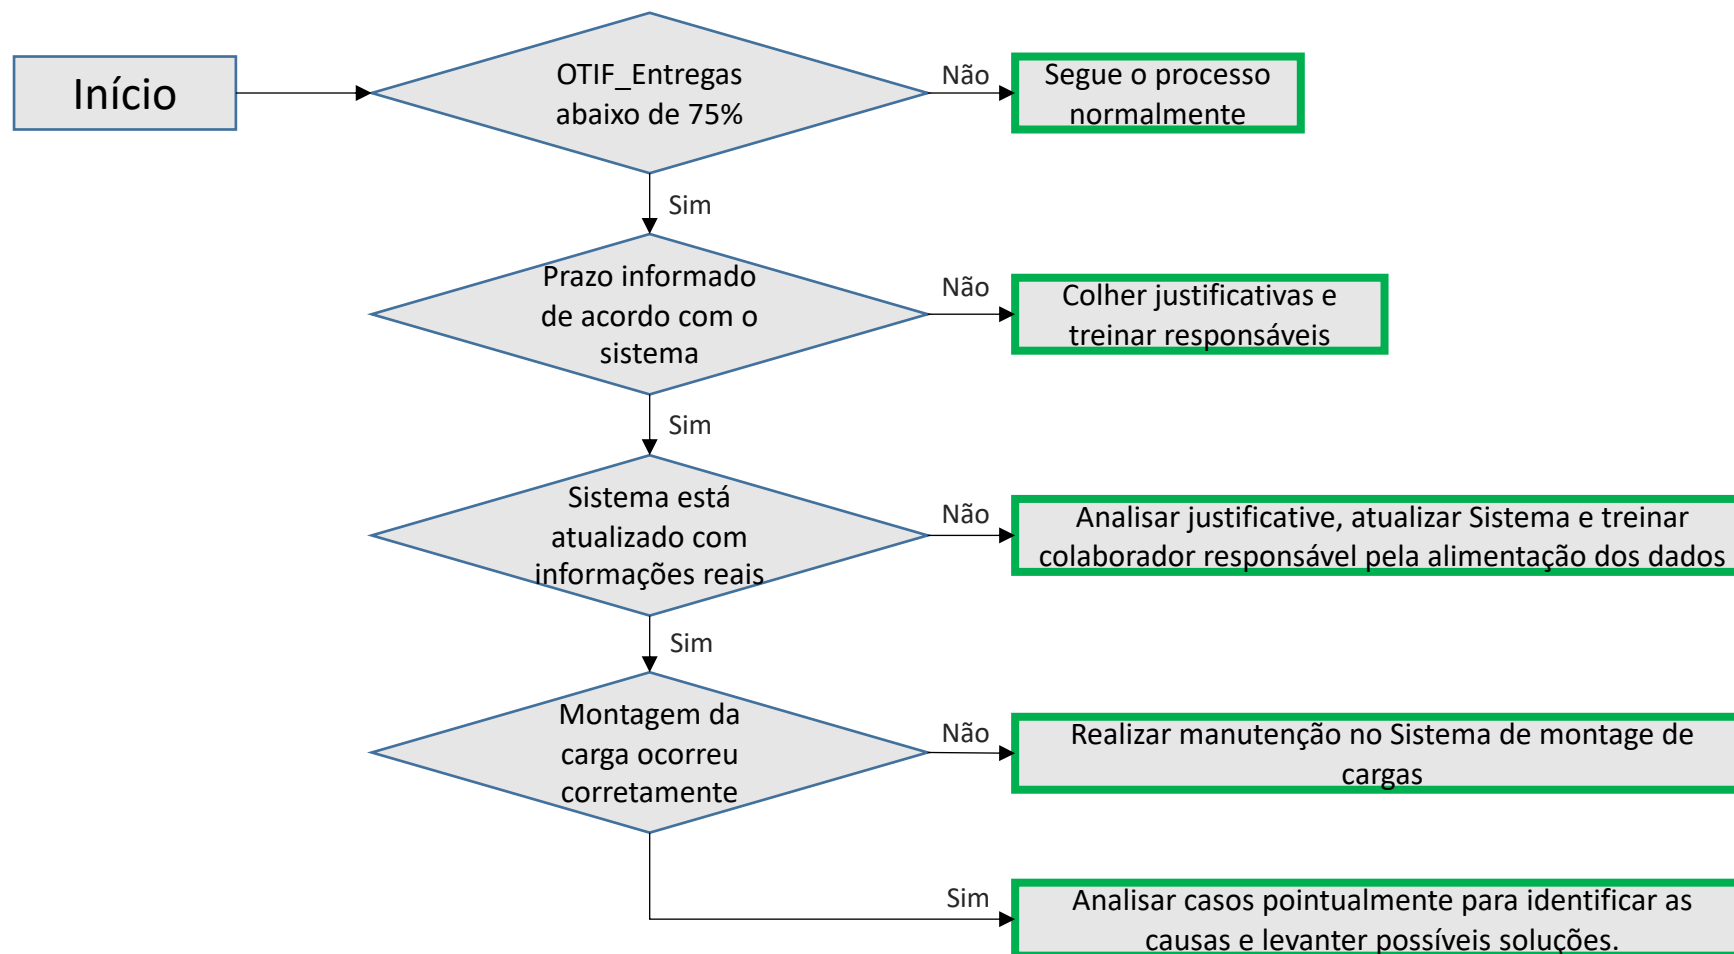 Início
OTIF_Entregas
abaixo de 75%
Não
Segue o processo
normalmente
Sim
Prazo informado
de acordo com o
sistema
Não
Colher justificativas e
treinar responsáveis
Sim
Sistema está
atualizado com
informações reais
Não
Analisar justificative, atualizar Sistema e treinar
colaborador responsável pela alimentação dos dados
Sim
Montagem da
carga ocorreu
corretamente
Não
Realizar manutenção no Sistema de montage de
cargas
Sim
Analisar casos pointualmente para identificar as
causas e levanter possíveis soluções.